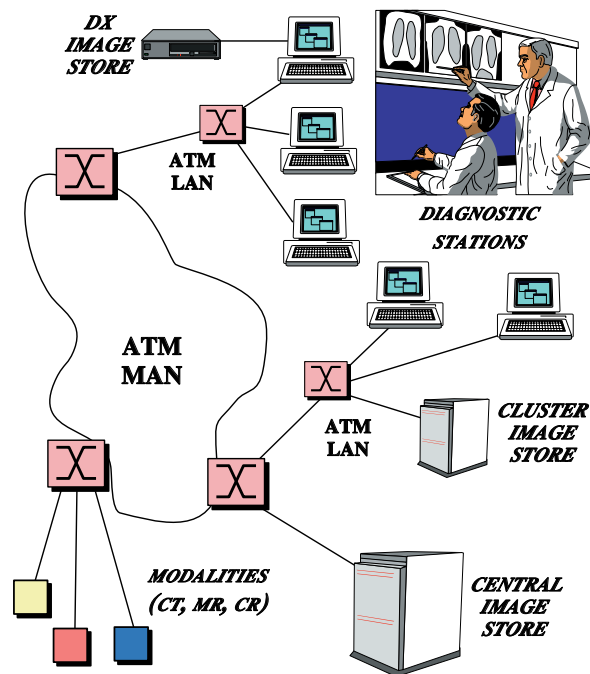 DX
IMAGE
STORE
ATM
LAN
DIAGNOSTIC
STATIONS
ATM
MAN
ATM
LAN
CLUSTER
IMAGE
STORE
MODALITIES
(CT, MR, CR)
CENTRAL
IMAGE
STORE